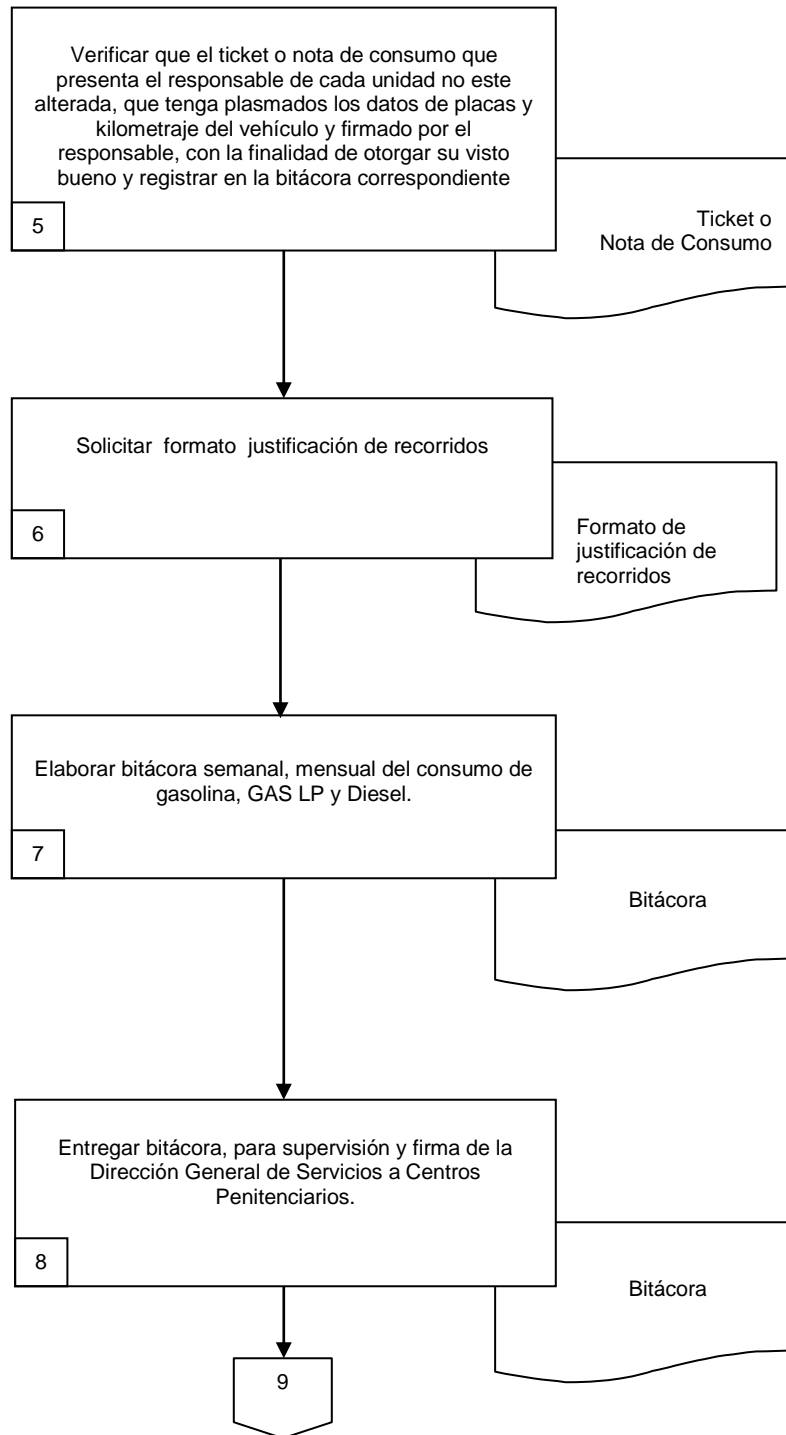 Verificar que el ticket o nota de consumo que
presenta el responsable de cada unidad no este
alterada, que tenga plasmados los datos de placas y
kilometraje del vehículo y firmado por el
responsable, con la finalidad de otorgar su visto
bueno y registrar en la bitácora correspondiente
5
Ticket o
Nota de Consumo
Solicitar formato justificación de recorridos
6
Formato de
justificación de
recorridos
Elaborar bitácora semanal, mensual del consumo de
gasolina, GAS LP y Diesel.
7
Bitácora
Entregar bitácora, para supervisión y firma de la
Dirección General de Servicios a Centros
Penitenciarios.
8
Bitácora
9